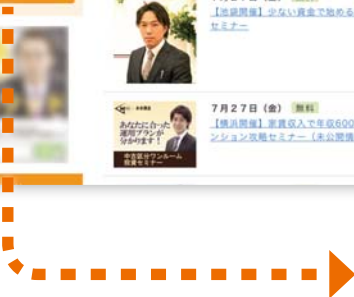 【池袋開催】少ない資金で始める
セミナー
7月27日（金） 無料
【横浜開催】家賃収入で年収600
ンション攻略セミナー（未公開情
あなたに合った
運用プランが
分かります！
中古区分ワンルーム
投資セミナー